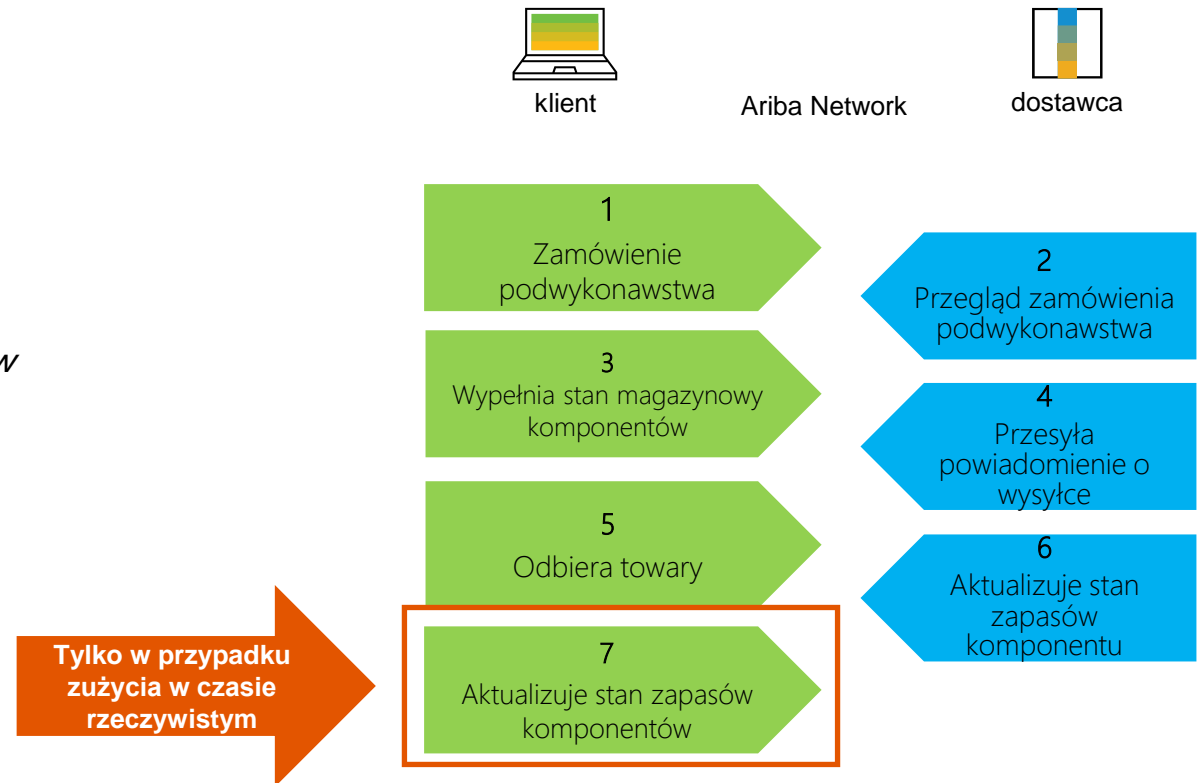 klient
Ariba Network
dostawca
1
Zamówienie
podwykonawstwa
2
Przegląd zamówienia
podwykonawstwa
w
3
Wypełnia stan magazynowy
komponentów
4
Przesyła
powiadomienie o
wysyłce
5
Odbiera towary
6
Aktualizuje stan
zapasów
komponentu
Tylko w przypadku
zużycia w czasie
rzeczywistym
7
Aktualizuje stan zapasów
komponentów